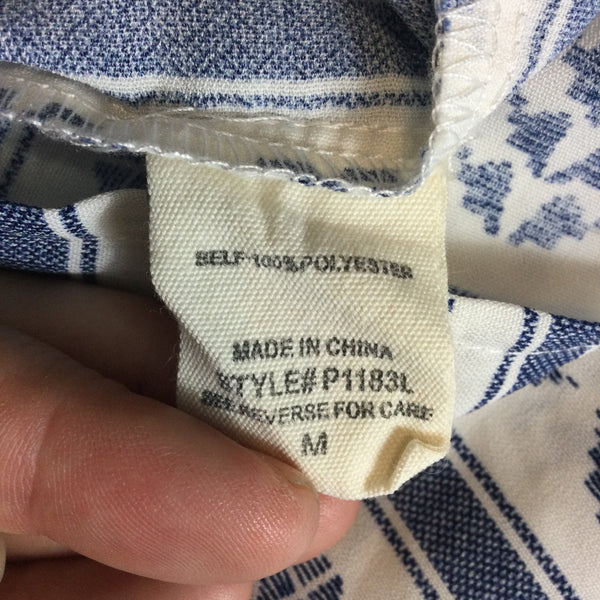 SELF-100%POLYESTER
MADE IN CHINA
STYLE# P1183L
SEE REVERSE FOR CARE
M